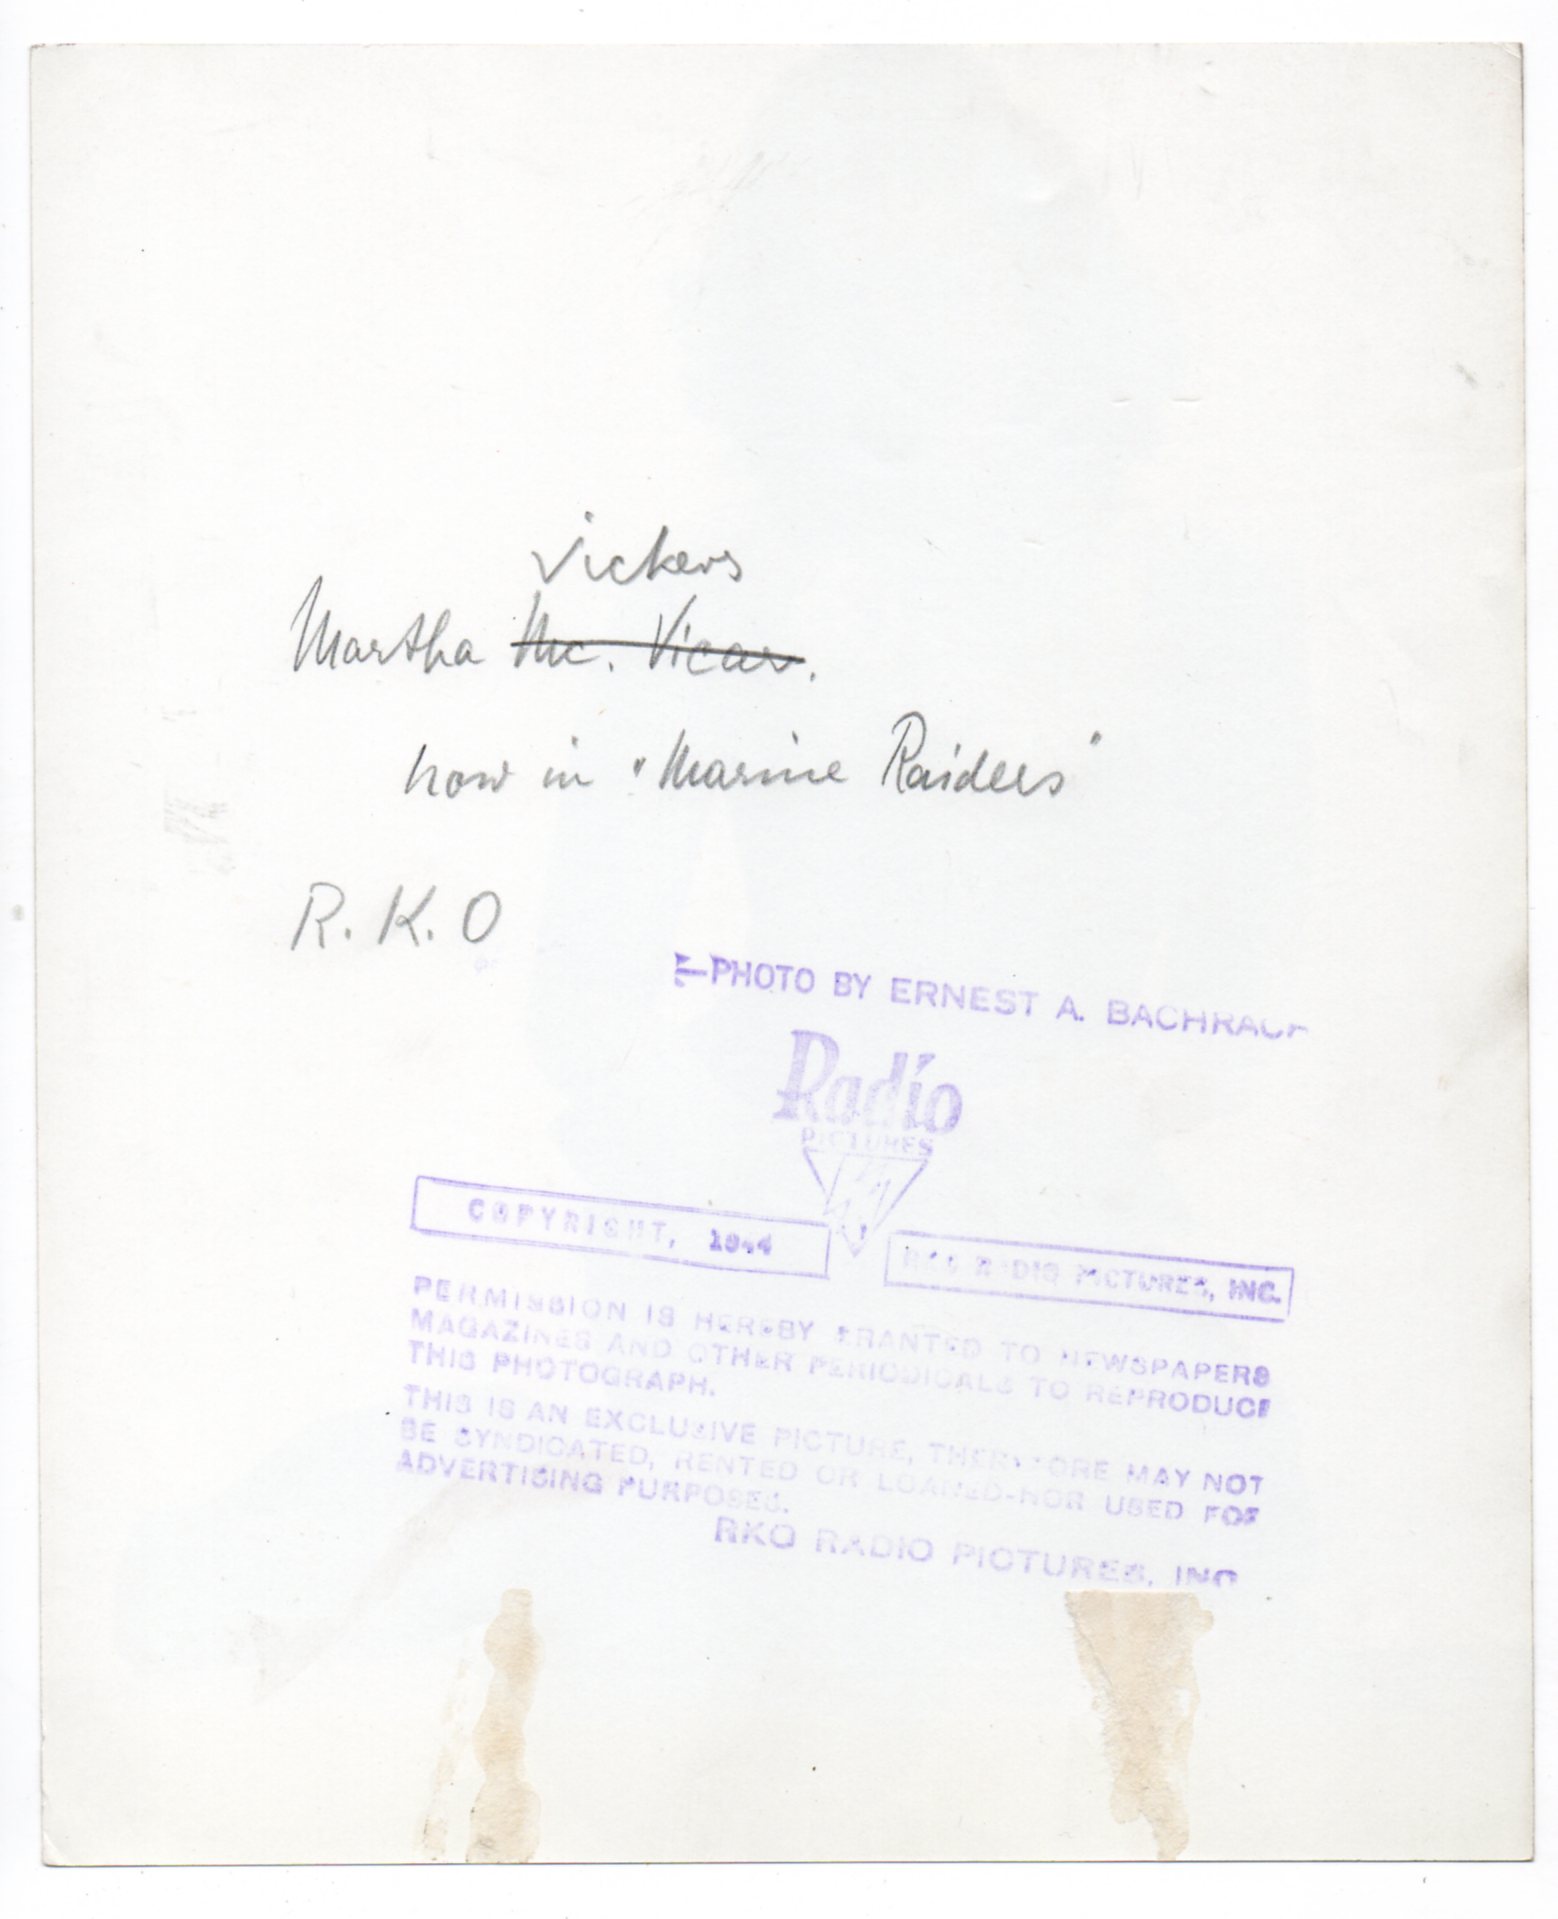 Vickers
Martha Mc. Vicar.
now in "Marine Raiders"
R.K.O
PHOTO BY ERNEST A. BACHRACH
Radio
PICTURES
COPYRIGHT, 1944
RKO RADIO PICTURES, INC.
PERMISSION IS HEREBY GRANTED TO NEWSPAPERS
MAGAZINES AND OTHER PERIODICALS TO REPRODUCE
THIS PHOTOGRAPH.
THIS IS AN EXCLUSIVE PICTURE, THEREFORE MAY NOT
BE SYNDICATED, RENTED OR LOANED-NOR USED FOR
ADVERTISING PURPOSES.
RKO RADIO PICTURES, INC